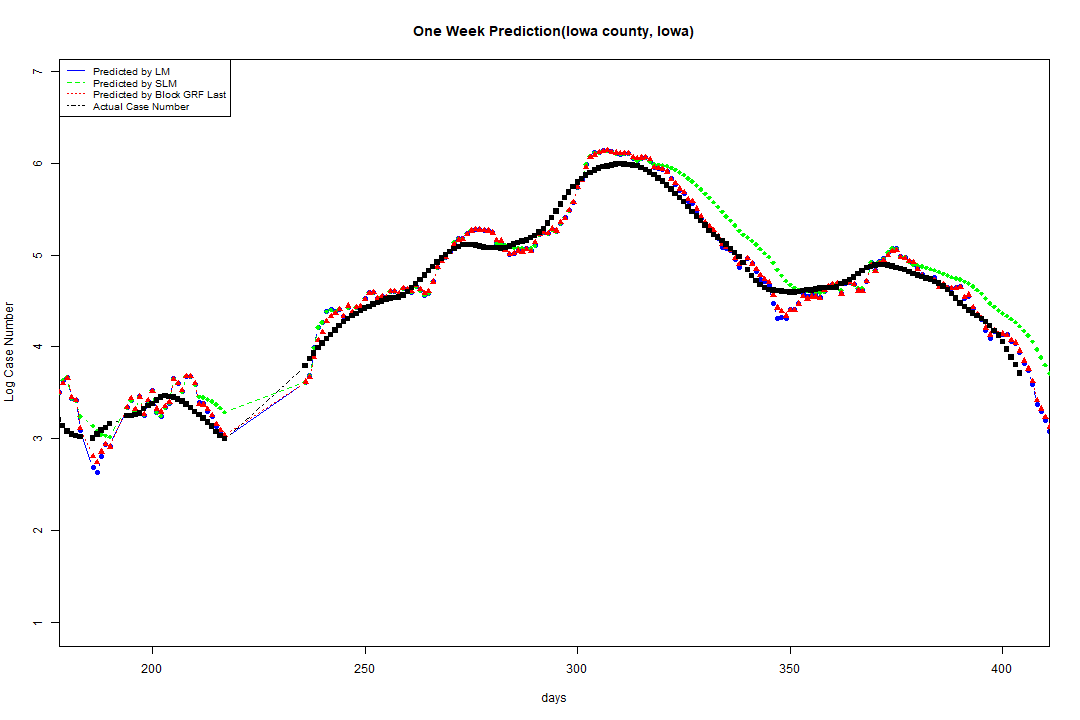 One Week Prediction(Iowa county, Iowa)
Predicted by LM
Predicted by SLM
Predicted by Block GRF Last
Actual Case Number
Log Case Number
7
6
5
4
3
2
1
200 250 300 350 400
days